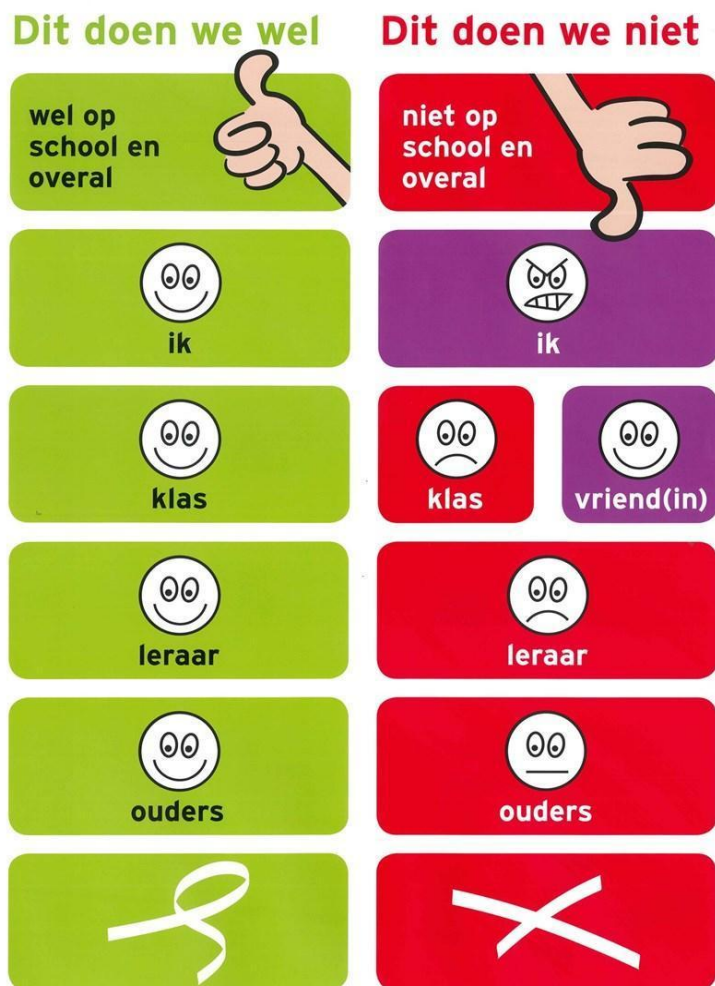 Dit doen we wel
wel op
school en
overal
ik
klas
leraar
ouders
Dit doen we niet
niet op
school en
overal
ik
klas
vriend(in)
leraar
ouders